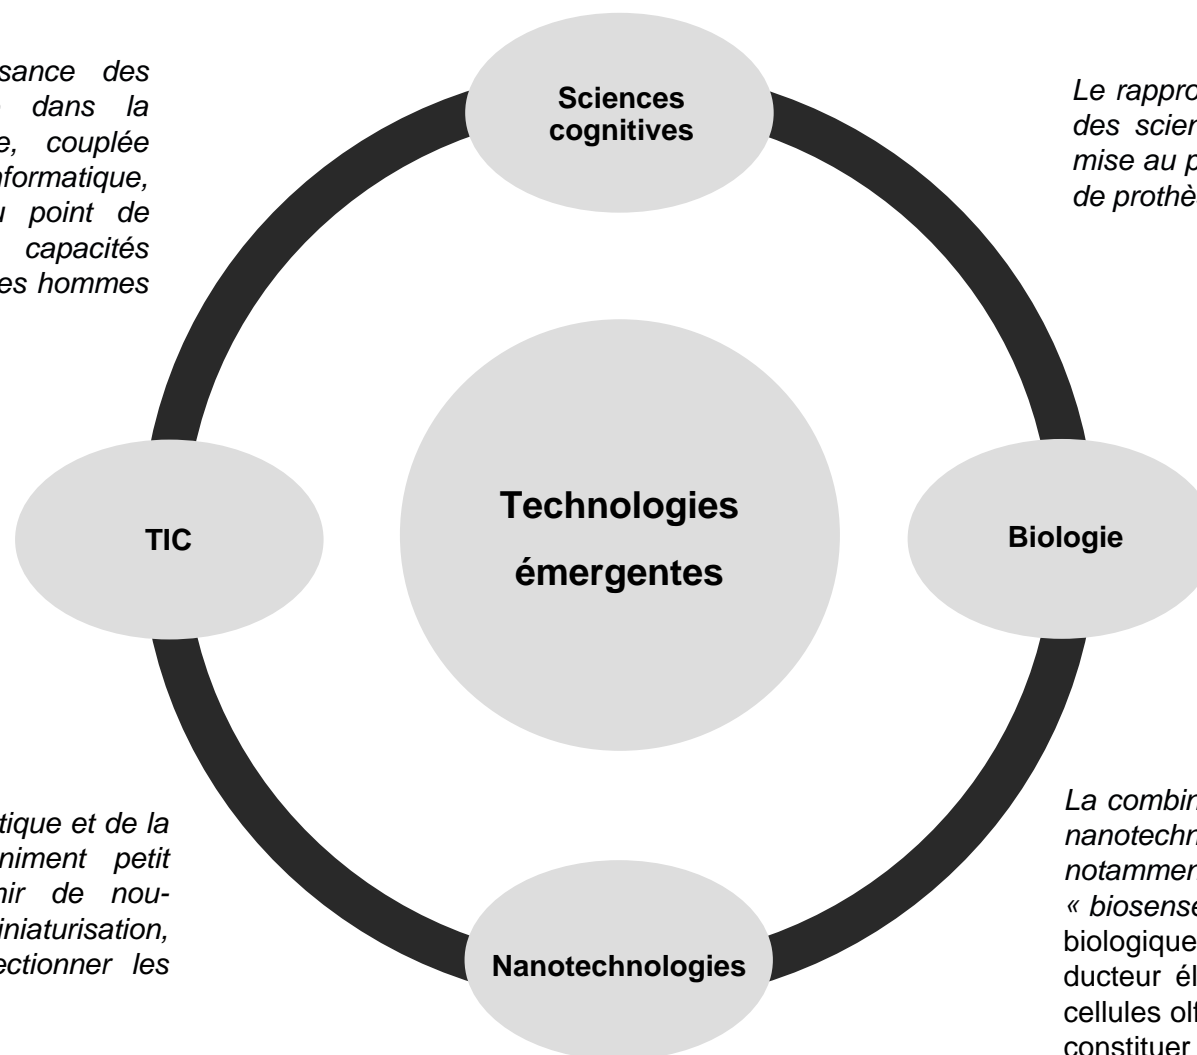 sance des
dans la
couplée
nformatique,
point de
capacités
es hommes
Sciences
cognitives
Le rappro
des scien
mise au p
de prothè
TIC
Technologies
émergentes
Biologie
tique et de la
niment petit
nir de nou-
iniaturisation,
ectionner les
Nanotechnologies
La combin
nanotechn
notammen
« biosense
biologique
ducteur él
cellules olf
constituer